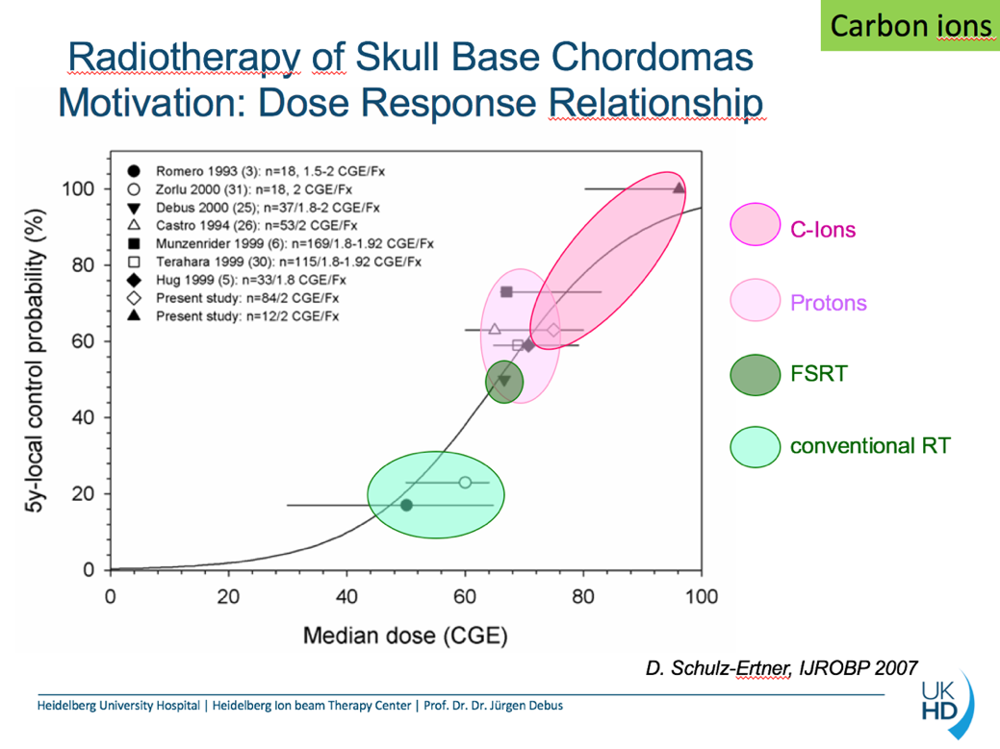 Carbon ions
Radiotherapy of Skull Base Chordomas
Motivation: Dose Response Relationship
Romero 1993 (3): n=18, 1.5-2 CGE/Fx
Zorlu 2000 (31): n=18, 2 CGE/Fx
Debus 2000 (25); n=37/1.8-2 CGE/Fx
Castro 1994 (26): n=53/2 CGE/Fx
Munzenrider 1999 (6): n=169/1.8-1.92 CGE/Fx
Terahara 1999 (30): n=115/1.8-1.92 CGE/Fx
Hug 1999 (5): n=33/1.8 CGE/Fx
Present study: n=84/2 CGE/Fx
Present study: n=12/2 CGE/Fx
5y-local control probability (%)
100
80
60
40
20
0
0 20 40 60 80 100
Median dose (CGE)
C-Ions
Protons
FSRT
conventional RT
D. Schulz-Ertner, IJROBP 2007
Heidelberg University Hospital | Heidelberg Ion beam Therapy Center | Prof. Dr. Dr. Jürgen Debus
UK
HD